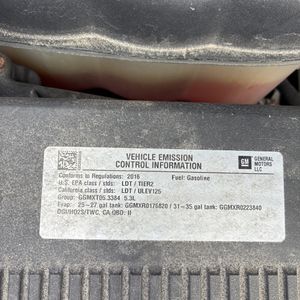 VEHICLE EMISSION
CONTROL INFORMATION
GM GENERAL
MOTORS
LLC
Conforms to Regulations: 2016 Fuel: Gasoline
U.S. EPA class / stds: LDT / TIER2
California class / stds: LDT / ULEV125
Group: GGMXT05.3384 5.3L
Evap: 25-27 gal tank: GGMXR0176820 / 31-35 gal tank: GGMXR0223840
DGI/HO2S/TWC, CA OBD: II